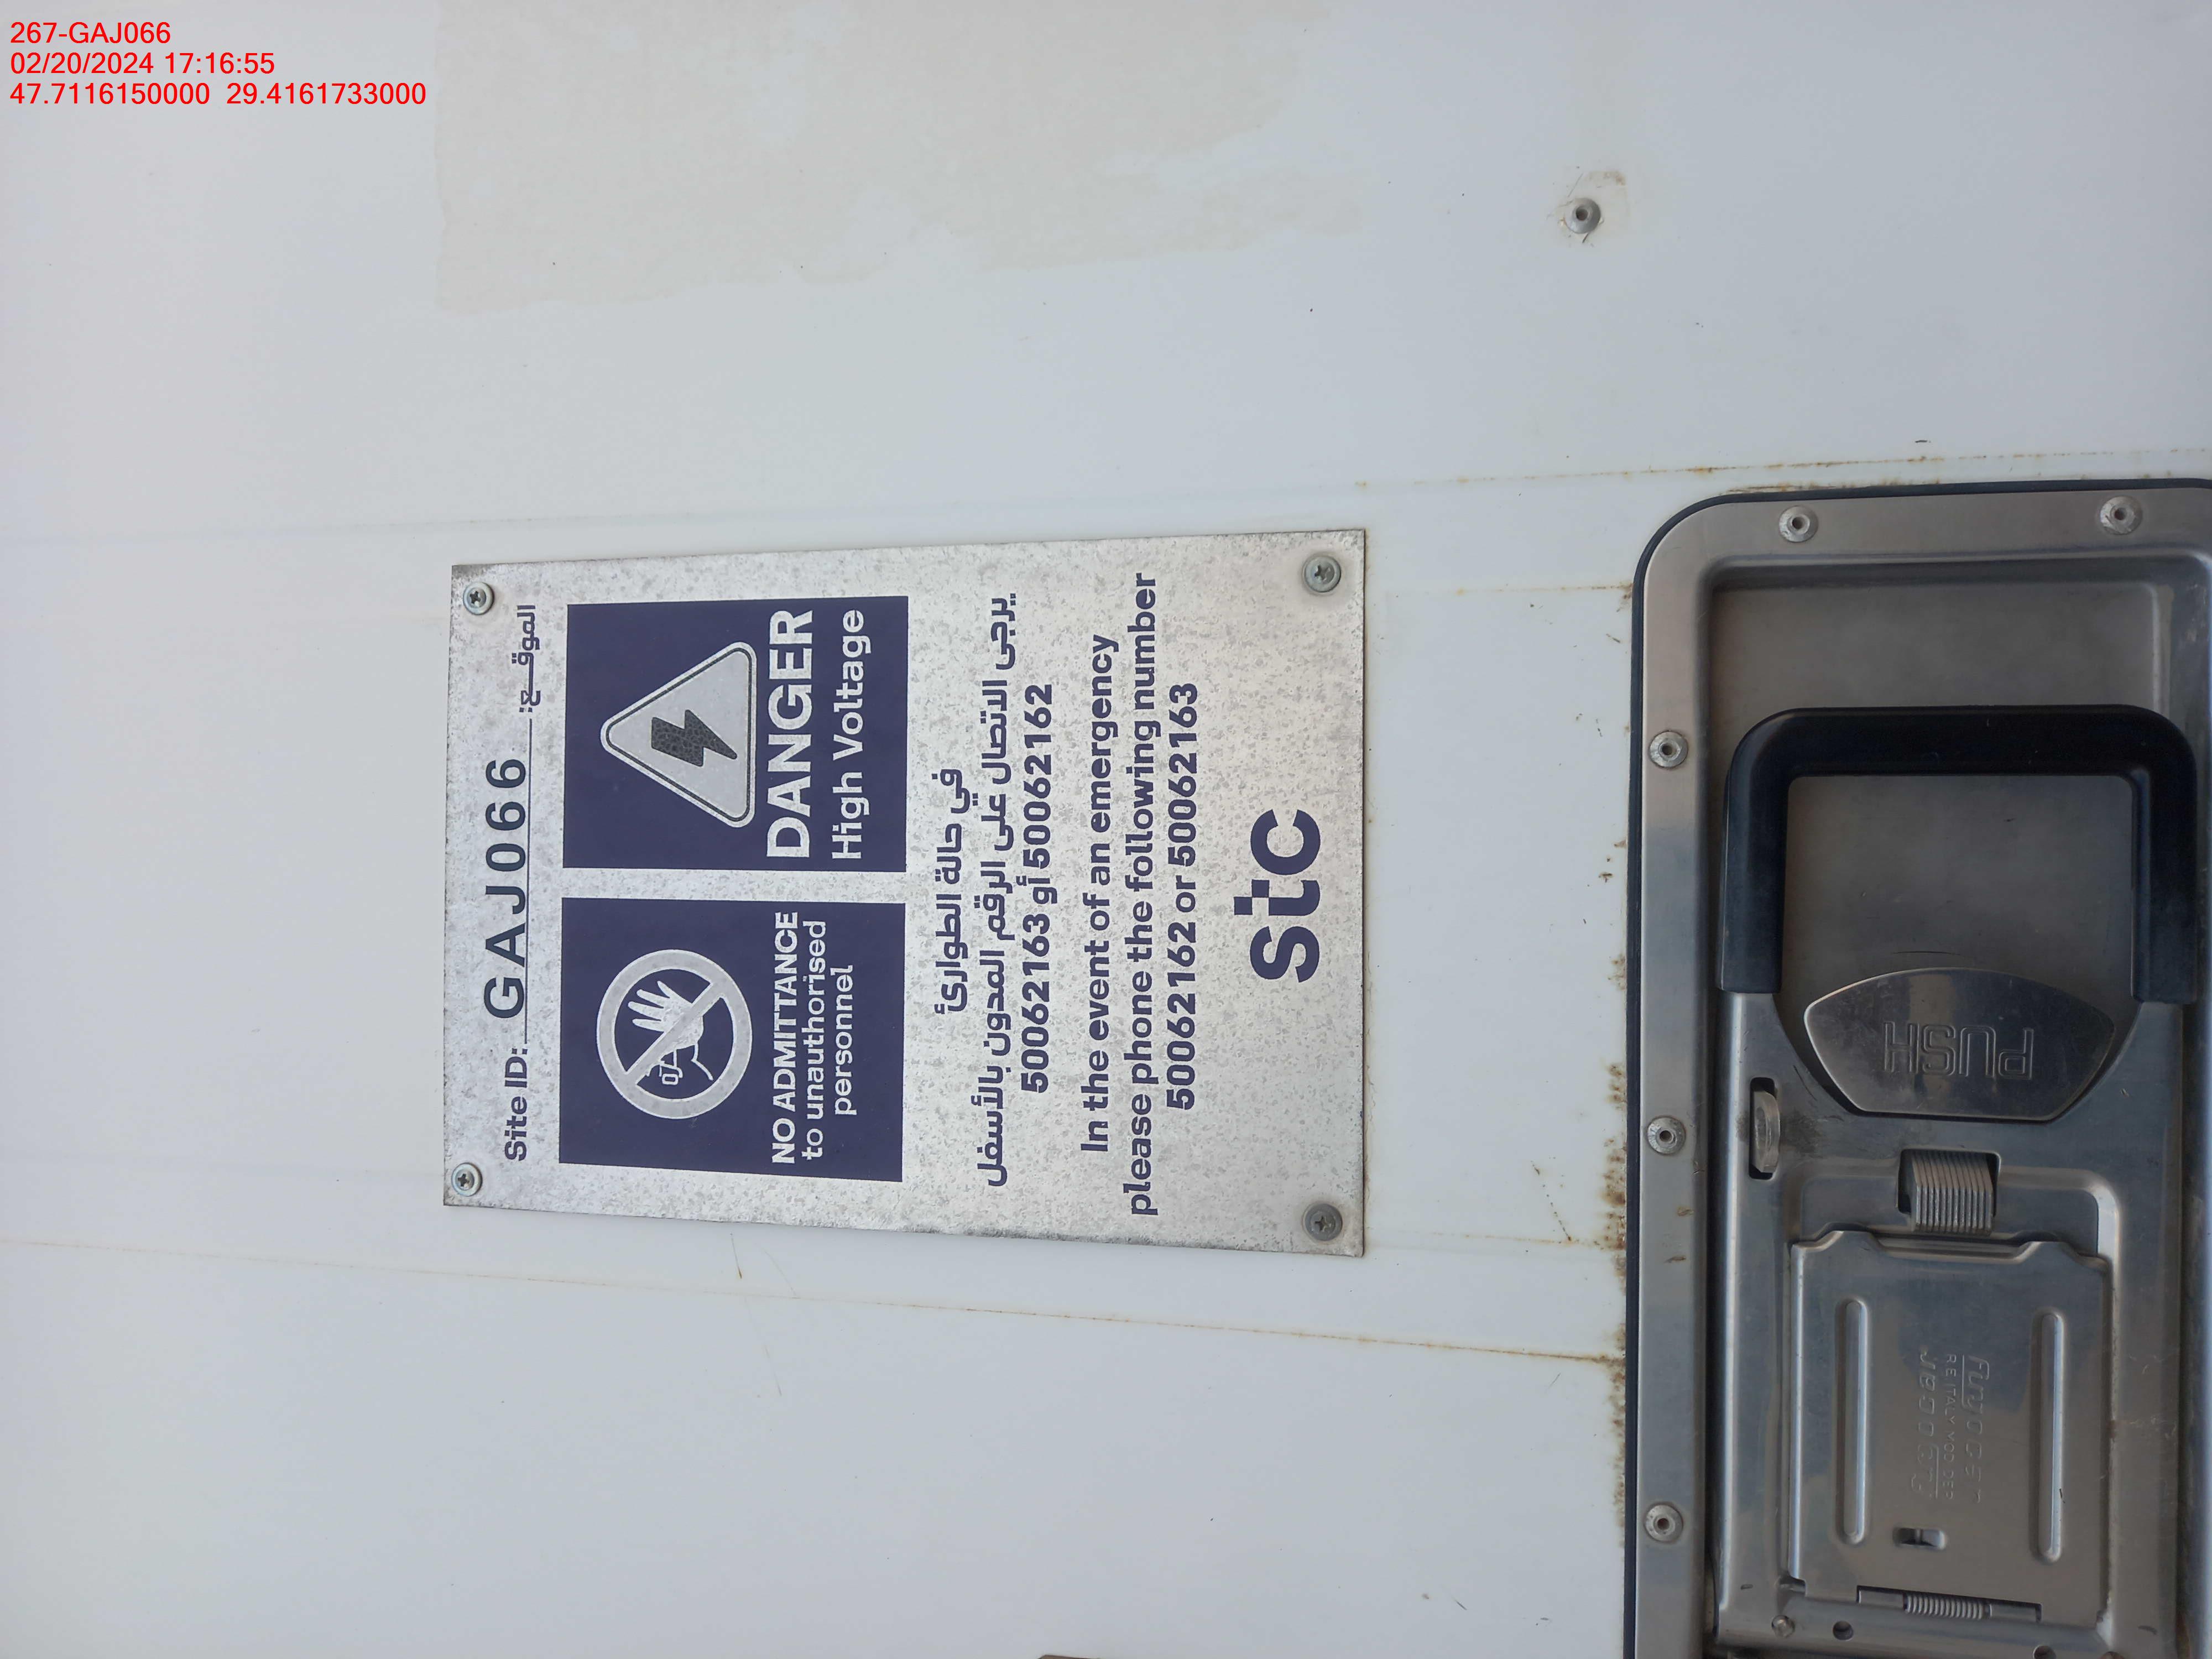 267-GAJ066
02/20/2024 17:16:55
47.7116150000 29.4161733000
Site ID: GAJ066 الموقع:
NO ADMITTANCE
to unauthorised
personnel
DANGER
High Voltage
في حالة الطوارئ
يرجى الاتصال على الرقم المدون بالأسفل
50062163 أو 50062162
In the event of an emergency
please phone the following number
50062162 or 50062163
stc
PUSH